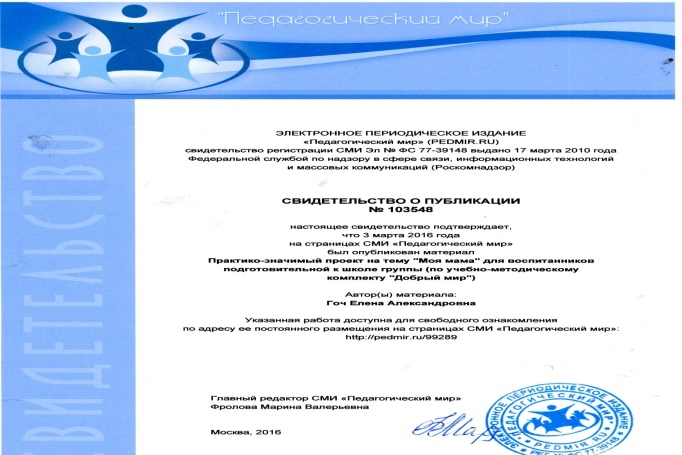 "Педагогический мир"
СВИДЕТЕЛЬСТВО
ЭЛЕКТРОННОЕ ПЕРИОДИЧЕСКОЕ ИЗДАНИЕ
«Педагогический мир» (PEDMIR.RU)
свидетельство регистрации СМИ Эл № ФС 77-39148 выдано 17 марта 2010 года
Федеральной службой по надзору в сфере связи, информационных технологий
и массовых коммуникаций (Роскомнадзор)
СВИДЕТЕЛЬСТВО О ПУБЛИКАЦИИ
№ 103548
настоящее свидетельство подтверждает,
что 3 марта 2016 года
на страницах СМИ «Педагогический мир»
был опубликован материал
Практико-значимый проект на тему "Моя мама" для воспитанников
подготовительной к школе группы (по учебно-методическому
комплекту "Добрый мир")
Автор(ы) материала:
Гоч Елена Александровна
Указанная работа доступна для свободного ознакомления
по адресу ее постоянного размещения на страницах СМИ «Педагогический мир»:
http://pedmir.ru/99289
Главный редактор СМИ «Педагогический мир»
Фролова Марина Валерьевна
Москва, 2016
ЭЛЕКТРОННОЕ ПЕРИОДИЧЕСКОЕ ИЗДАНИЕ
"ПЕДАГОГИЧЕСКИЙ МИР"
PEDMIR.RU
ФС 77-39148